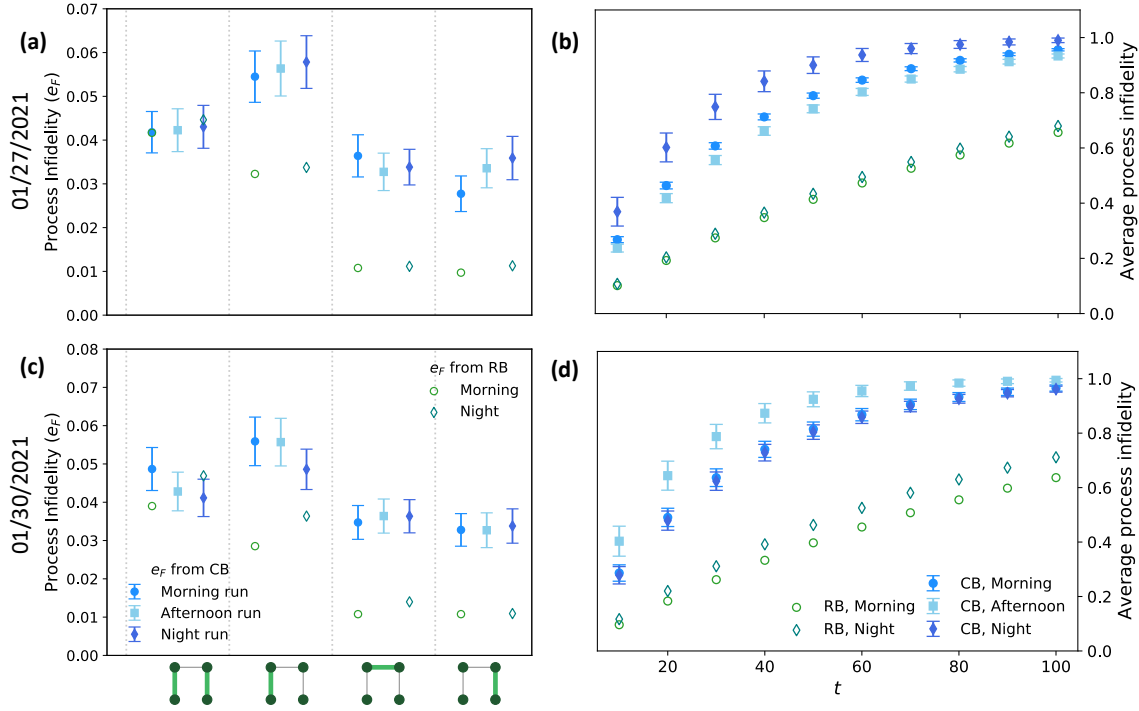 (a)
01/27/2021
Process Infidelity (e_F)
0.07
0.06
0.05
0.04
0.03
0.02
0.01
0.00
(b)
1.0
0.8
0.6
0.4
0.2
0.0
Average process infidelity
(c)
01/30/2021
Process Infidelity (e_F)
0.08
0.07
0.06
0.05
0.04
0.03
0.02
0.01
0.00
e_F from RB
Morning
Night
e_F from CB
Morning run
Afternoon run
Night run
(d)
1.0
0.8
0.6
0.4
0.2
0.0
Average process infidelity
RB, Morning
RB, Night
CB, Morning
CB, Afternoon
CB, Night
20
40
60
80
100
t